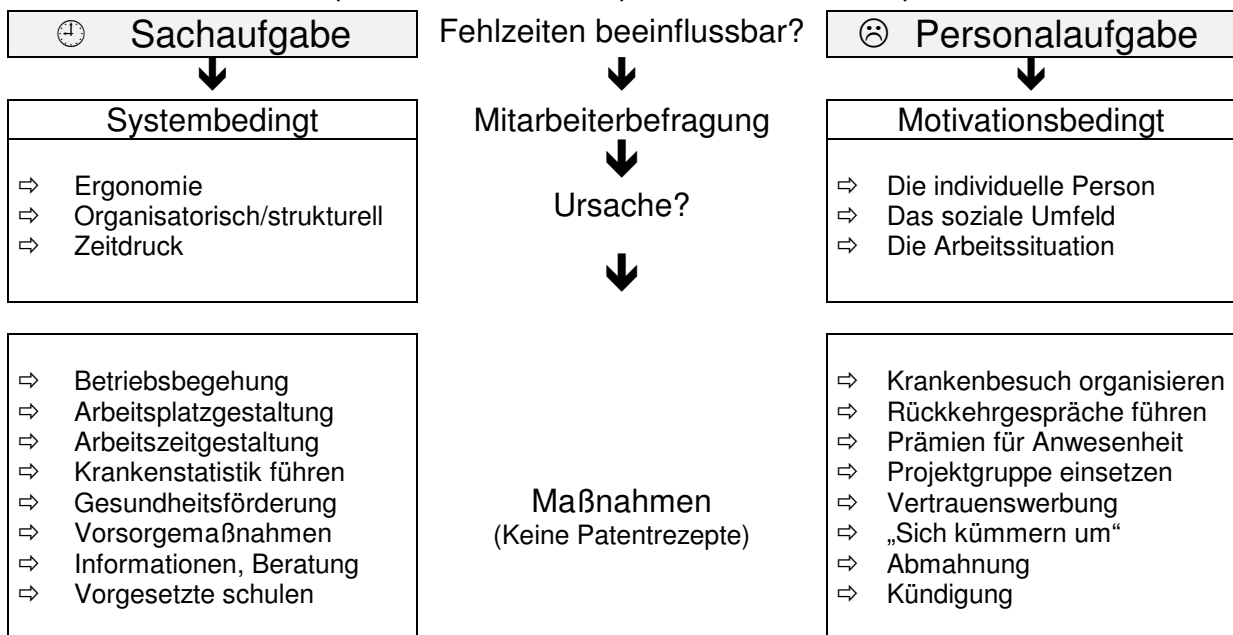 Sachaufgabe
Fehlzeiten beeinflussbar?
Personalaufgabe
Systembedingt
Mitarbeiterbefragung
Motivationsbedingt
⇨ Ergonomie
⇨ Organisatorisch/strukturell
⇨ Zeitdruck
Ursache?
⇨ Die individuelle Person
⇨ Das soziale Umfeld
⇨ Die Arbeitssituation
⇨ Betriebsbegehung
⇨ Arbeitsplatzgestaltung
⇨ Arbeitszeitgestaltung
⇨ Krankenstatistik führen
⇨ Gesundheitsförderung
⇨ Vorsorgemaßnahmen
⇨ Informationen, Beratung
⇨ Vorgesetzte schulen
Maßnahmen
(Keine Patentrezepte)
⇨ Krankenbesuch organisieren
⇨ Rückkehrgespräche führen
⇨ Prämien für Anwesenheit
⇨ Projektgruppe einsetzen
⇨ Vertrauenswerbung
⇨ „Sich kümmern um“
⇨ Abmahnung
⇨ Kündigung